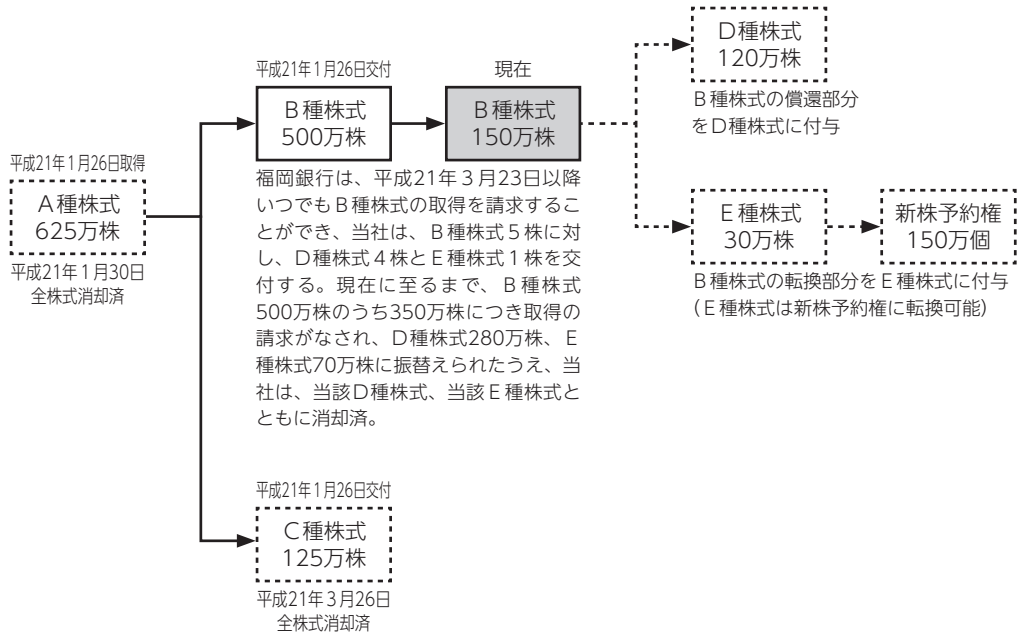 平成21年1月26日取得
A種株式
625万株
平成21年1月30日
全株式消却済
平成21年1月26日交付
B種株式
500万株
福岡銀行は、平成21年3月23日以降
いつでもB種株式の取得を請求するこ
とができ、当社は、B種株式5株に対
し、D種株式4株とE種株式1株を交
付する。現在に至るまで、B種株式
500万株のうち350万株につき取得の
請求がなされ、D種株式280万株、E
種株式70万株に振替えられたうえ、当
社は、当該D種株式、当該E種株式と
ともに消却済。
現在
B種株式
150万株
D種株式
120万株
B種株式の償還部分
をD種株式に付与
E種株式
30万株
新株予約権
150万個
B種株式の転換部分をE種株式に付与
(E種株式は新株予約権に転換可能)
平成21年1月26日交付
C種株式
125万株
平成21年3月26日
全株式消却済